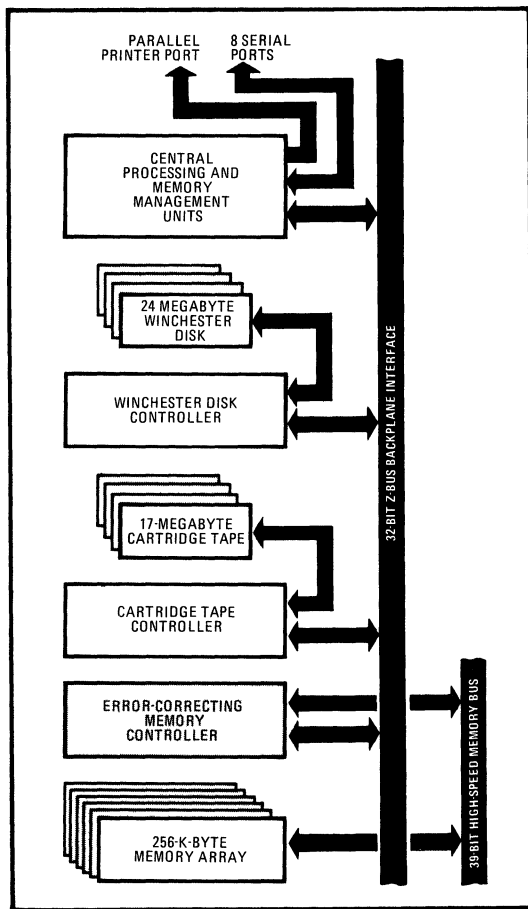 PARALLEL
PRINTER PORT
8 SERIAL
PORTS
CENTRAL
PROCESSING AND
MEMORY
MANAGEMENT
UNITS
24 MEGABYTE
WINCHESTER
DISK
WINCHESTER DISK
CONTROLLER
17-MEGABYTE
CARTRIDGE TAPE
CARTRIDGE TAPE
CONTROLLER
ERROR-CORRECTING
MEMORY
CONTROLLER
256-K-BYTE
MEMORY ARRAY
32-BIT Z-BUS BACKPLANE INTERFACE
39-BIT HIGH-SPEED MEMORY BUS